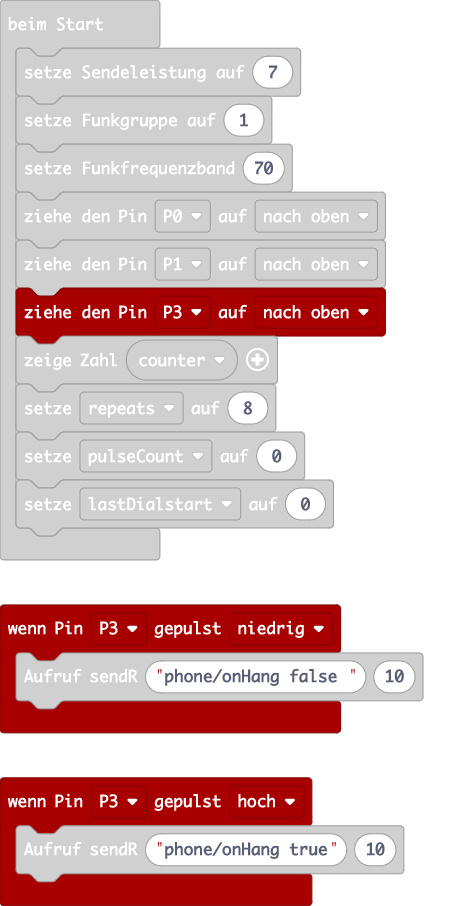 beim Start
setze Sendeleistung auf 7
setze Funkgruppe auf 1
setze Funkfrequenzband 70
ziehe den Pin P0 auf nach oben
ziehe den Pin P1 auf nach oben
ziehe den Pin P3 auf nach oben
zeige Zahl counter
setze repeats auf 8
setze pulseCount auf 0
setze lastDialstart auf 0
wenn Pin P3 gepulst niedrig
Aufruf sendR "phone/onHang false " 10
wenn Pin P3 gepulst hoch
Aufruf sendR "phone/onHang true" 10